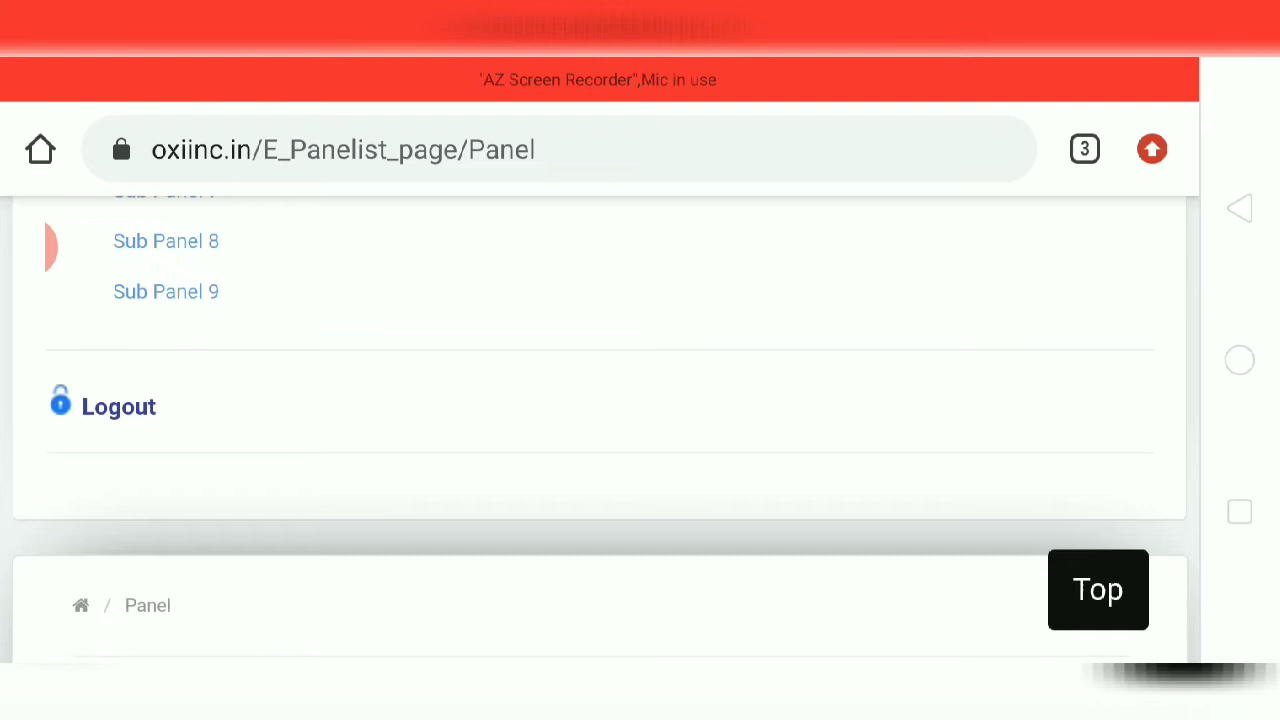 "AZ Screen Recorder",Mic in use
oxiinc.in/E_Panelist_page/Panel
3
Sub Panel 8
Sub Panel 9
Logout
/ Panel
Top